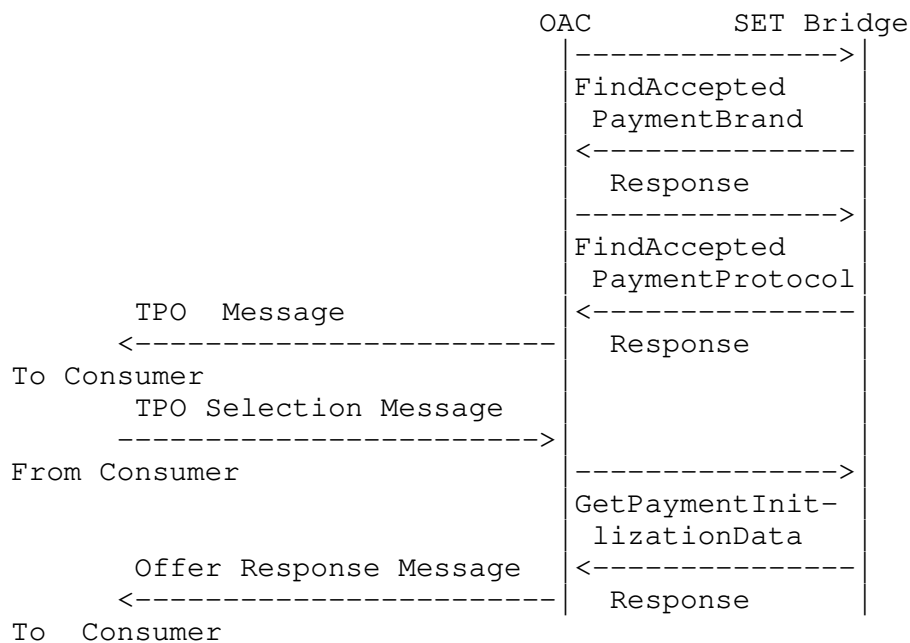 OAC SET Bridge
FindAccepted
PaymentBrand
Response
FindAccepted
PaymentProtocol
TPO Message
Response
To Consumer
TPO Selection Message
From Consumer
GetPaymentInit-
lizationData
Offer Response Message
Response
To Consumer